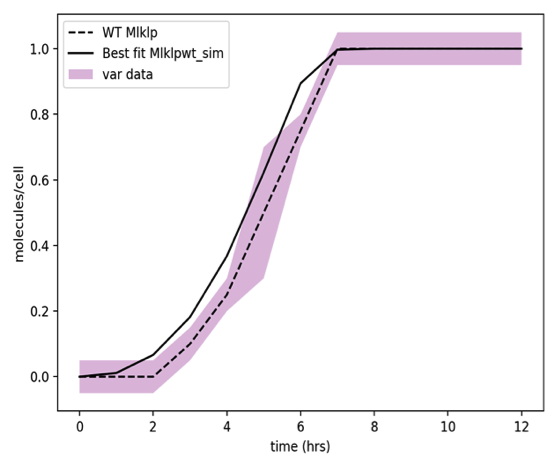 WT Mlklp
Best fit Mlklpwt_sim
var data
molecules/cell
1.0
0.8
0.6
0.4
0.2
0.0
0 2 4 6 8 10 12
time (hrs)